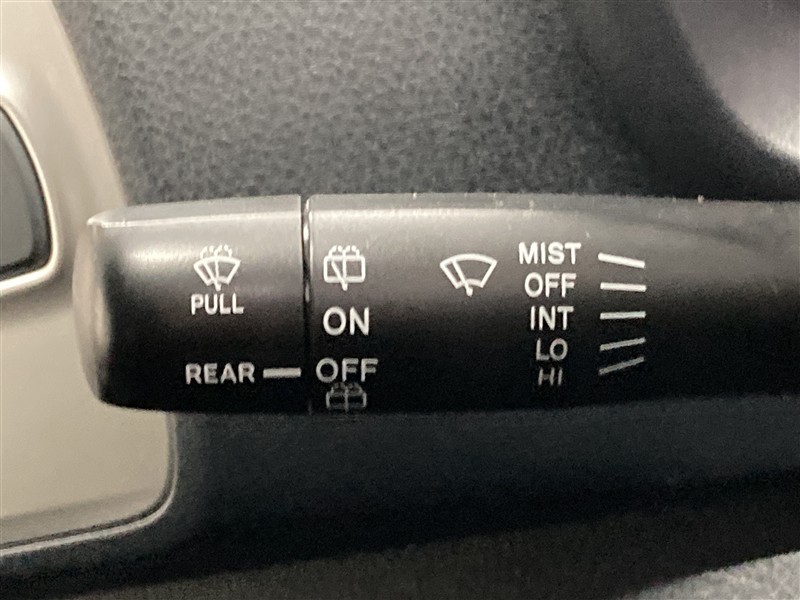 PULL
REAR
ON
OFF
MIST
OFF
INT
LO
HI